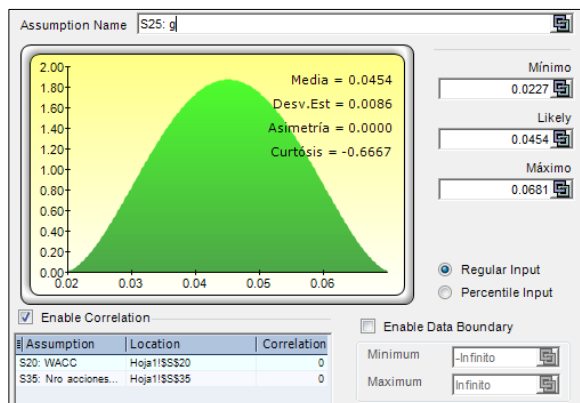 Assumption Name S25: g
2.00
1.80
1.60
1.40
1.20
1.00
0.80
0.60
0.40
0.20
0.00
0.02 0.03 0.04 0.05 0.06
Media = 0.0454
Desv.Est = 0.0086
Asimetría = 0.0000
Curtósis = -0.6667
Mínimo
0.0227
Likely
0.0454
Máximo
0.0681
Regular Input
Percentile Input
Enable Correlation
Assumption Location Correlation
S20: WACC Hoja1!$S$20 0
S35: Nro acciones... Hoja1!$S$35 0
Enable Data Boundary
Minimum -Infinito
Maximum Infinito